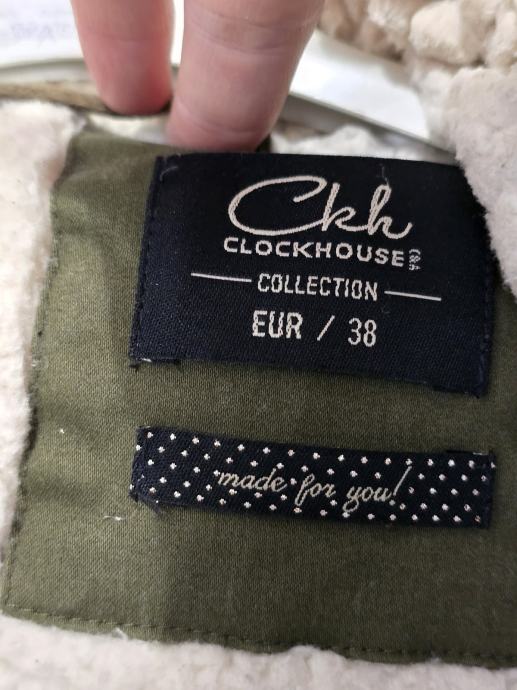 Ckh
CLOCKHOUSE C&A
COLLECTION
EUR / 38
made for you!